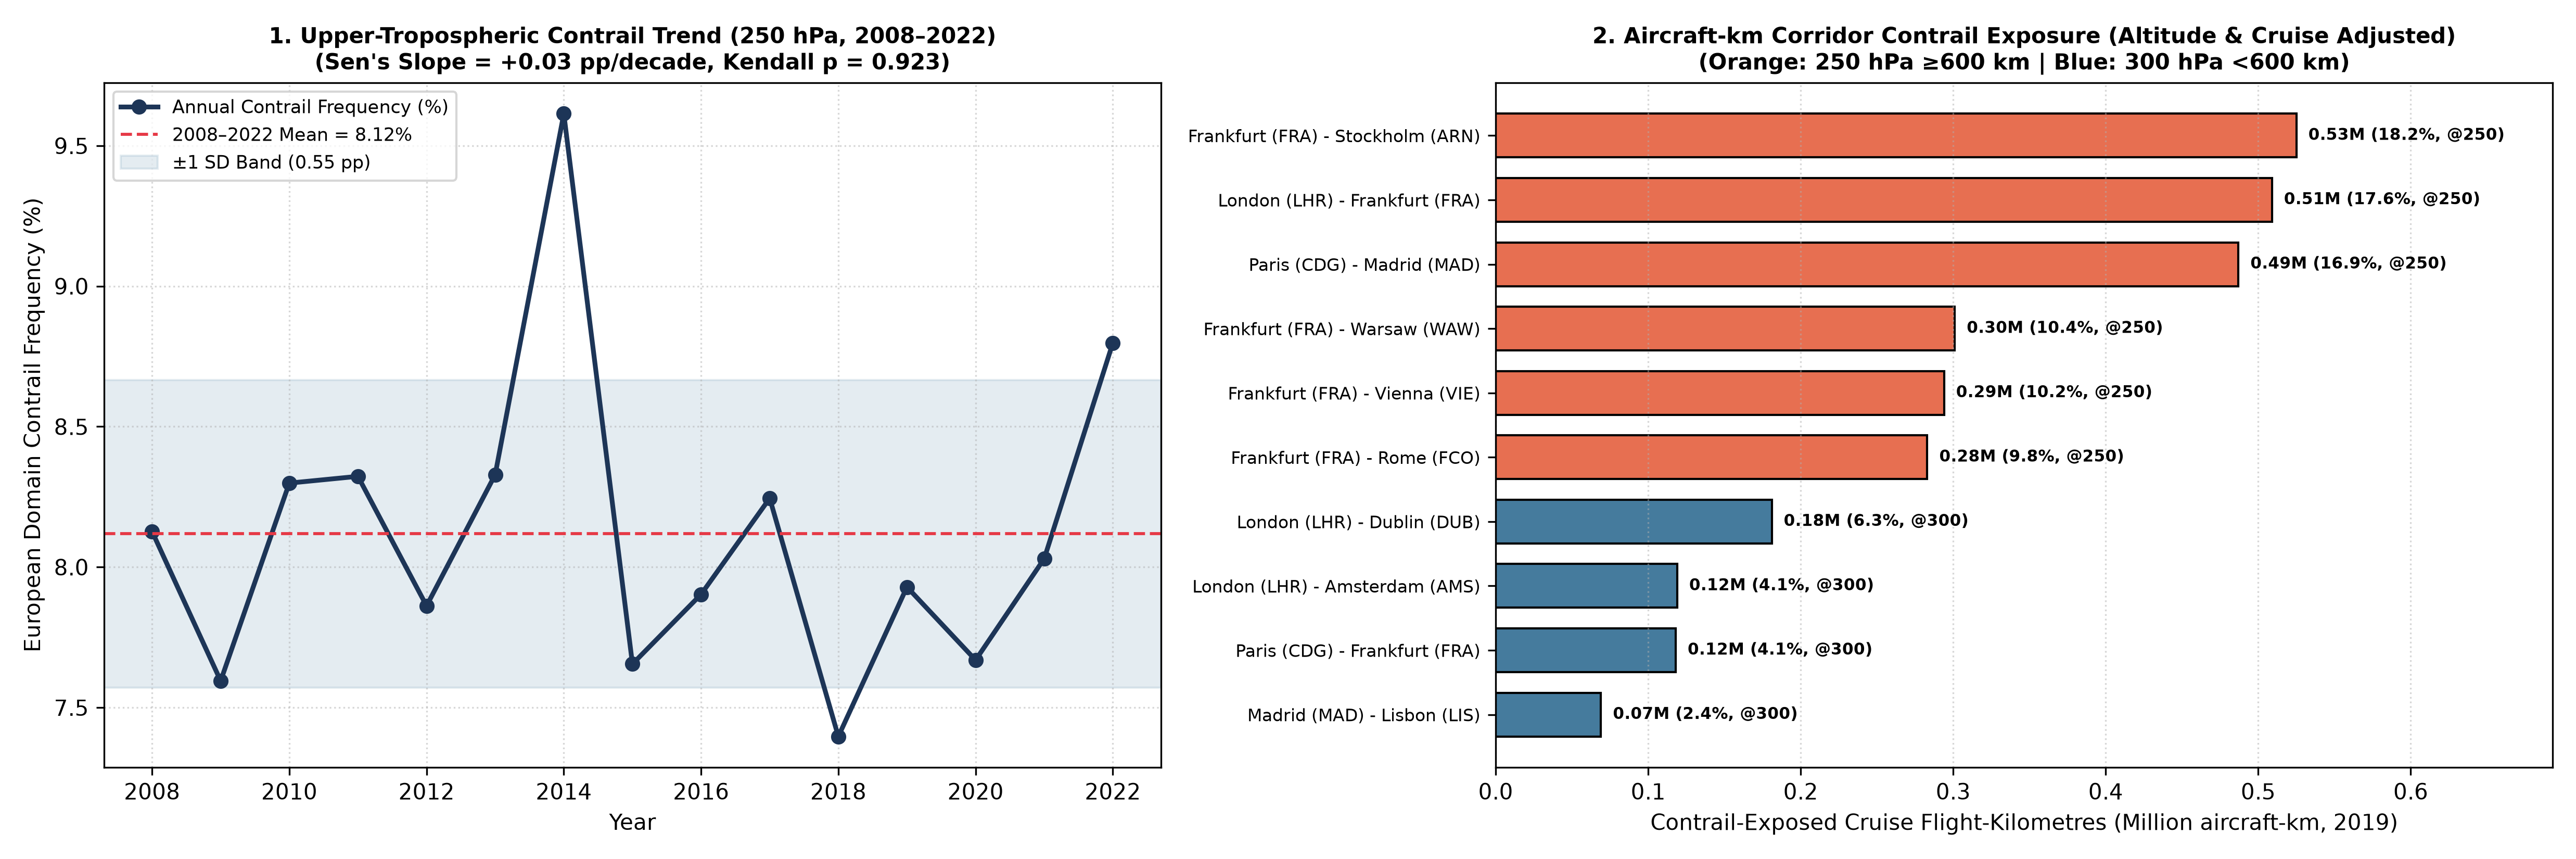 1. Upper-Tropospheric Contrail Trend (250 hPa, 2008–2022)
(Sen's Slope = +0.03 pp/decade, Kendall p = 0.923)
Annual Contrail Frequency (%)
2008–2022 Mean = 8.12%
±1 SD Band (0.55 pp)
European Domain Contrail Frequency (%)
9.5
9.0
8.5
8.0
7.5
2008 2010 2012 2014 2016 2018 2020 2022
Year
2. Aircraft-km Corridor Contrail Exposure (Altitude & Cruise Adjusted)
(Orange: 250 hPa ≥600 km | Blue: 300 hPa <600 km)
Frankfurt (FRA) - Stockholm (ARN) 0.53M (18.2%, @250)
London (LHR) - Frankfurt (FRA) 0.51M (17.6%, @250)
Paris (CDG) - Madrid (MAD) 0.49M (16.9%, @250)
Frankfurt (FRA) - Warsaw (WAW) 0.30M (10.4%, @250)
Frankfurt (FRA) - Vienna (VIE) 0.29M (10.2%, @250)
Frankfurt (FRA) - Rome (FCO) 0.28M (9.8%, @250)
London (LHR) - Dublin (DUB) 0.18M (6.3%, @300)
London (LHR) - Amsterdam (AMS) 0.12M (4.1%, @300)
Paris (CDG) - Frankfurt (FRA) 0.12M (4.1%, @300)
Madrid (MAD) - Lisbon (LIS) 0.07M (2.4%, @300)
0.0 0.1 0.2 0.3 0.4 0.5 0.6
Contrail-Exposed Cruise Flight-Kilometres (Million aircraft-km, 2019)